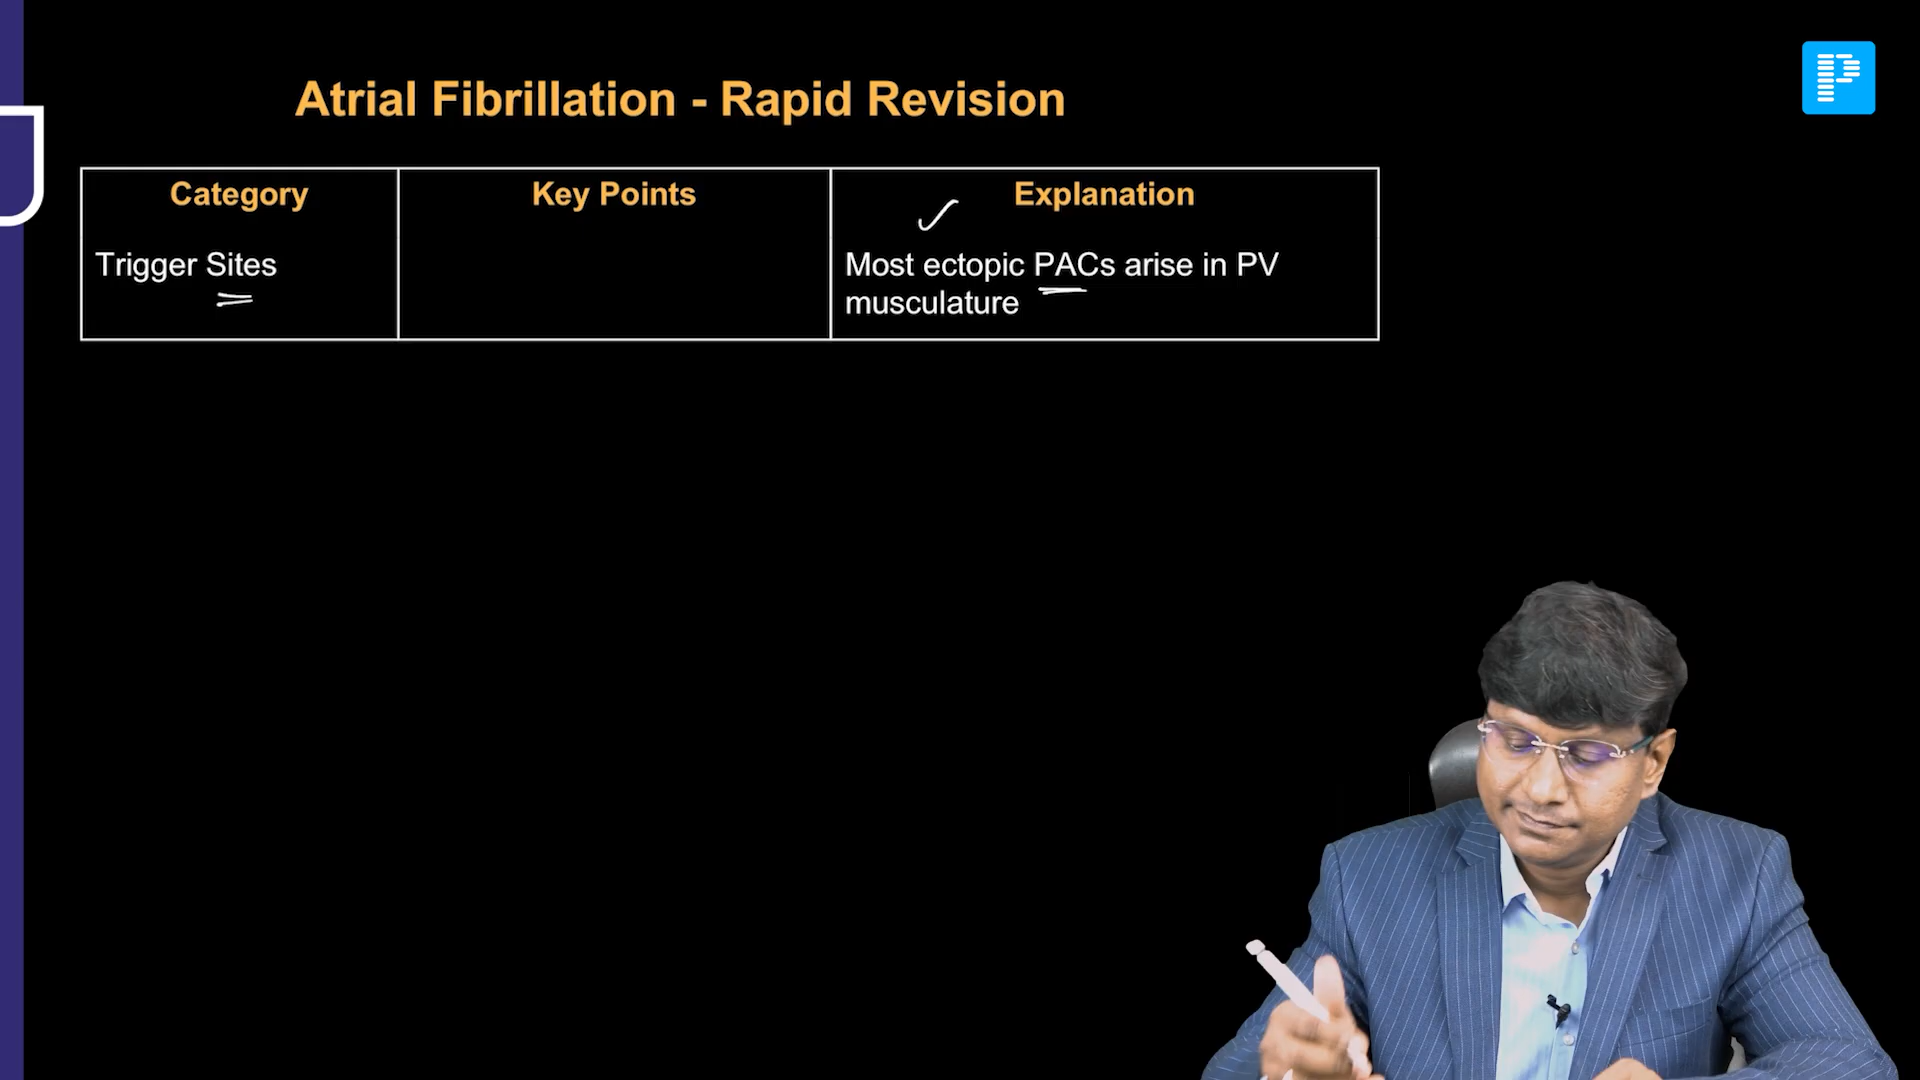 Atrial Fibrillation - Rapid Revision
Category
Key Points
Explanation
Trigger Sites
Most ectopic PACs arise in PV
musculature